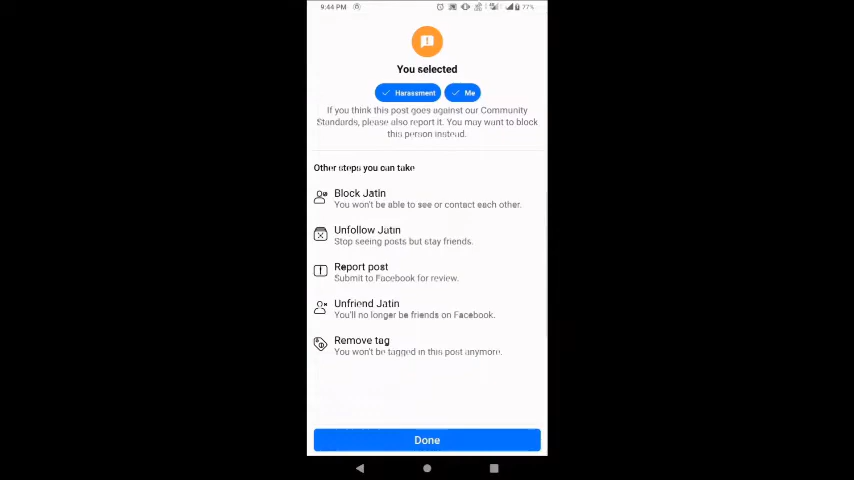 9:44 PM
77%
You selected
Harassment
Me
If you think this post goes against our Community
Standards, please also report it. You may want to block
this person instead.
Other steps you can take
Block Jatin
You won't be able to see or contact each other.
Unfollow Jatin
Stop seeing posts but stay friends.
Report post
Submit to Facebook for review.
Unfriend Jatin
You'll no longer be friends on Facebook.
Remove tag
You won't be tagged in this post anymore.
Done